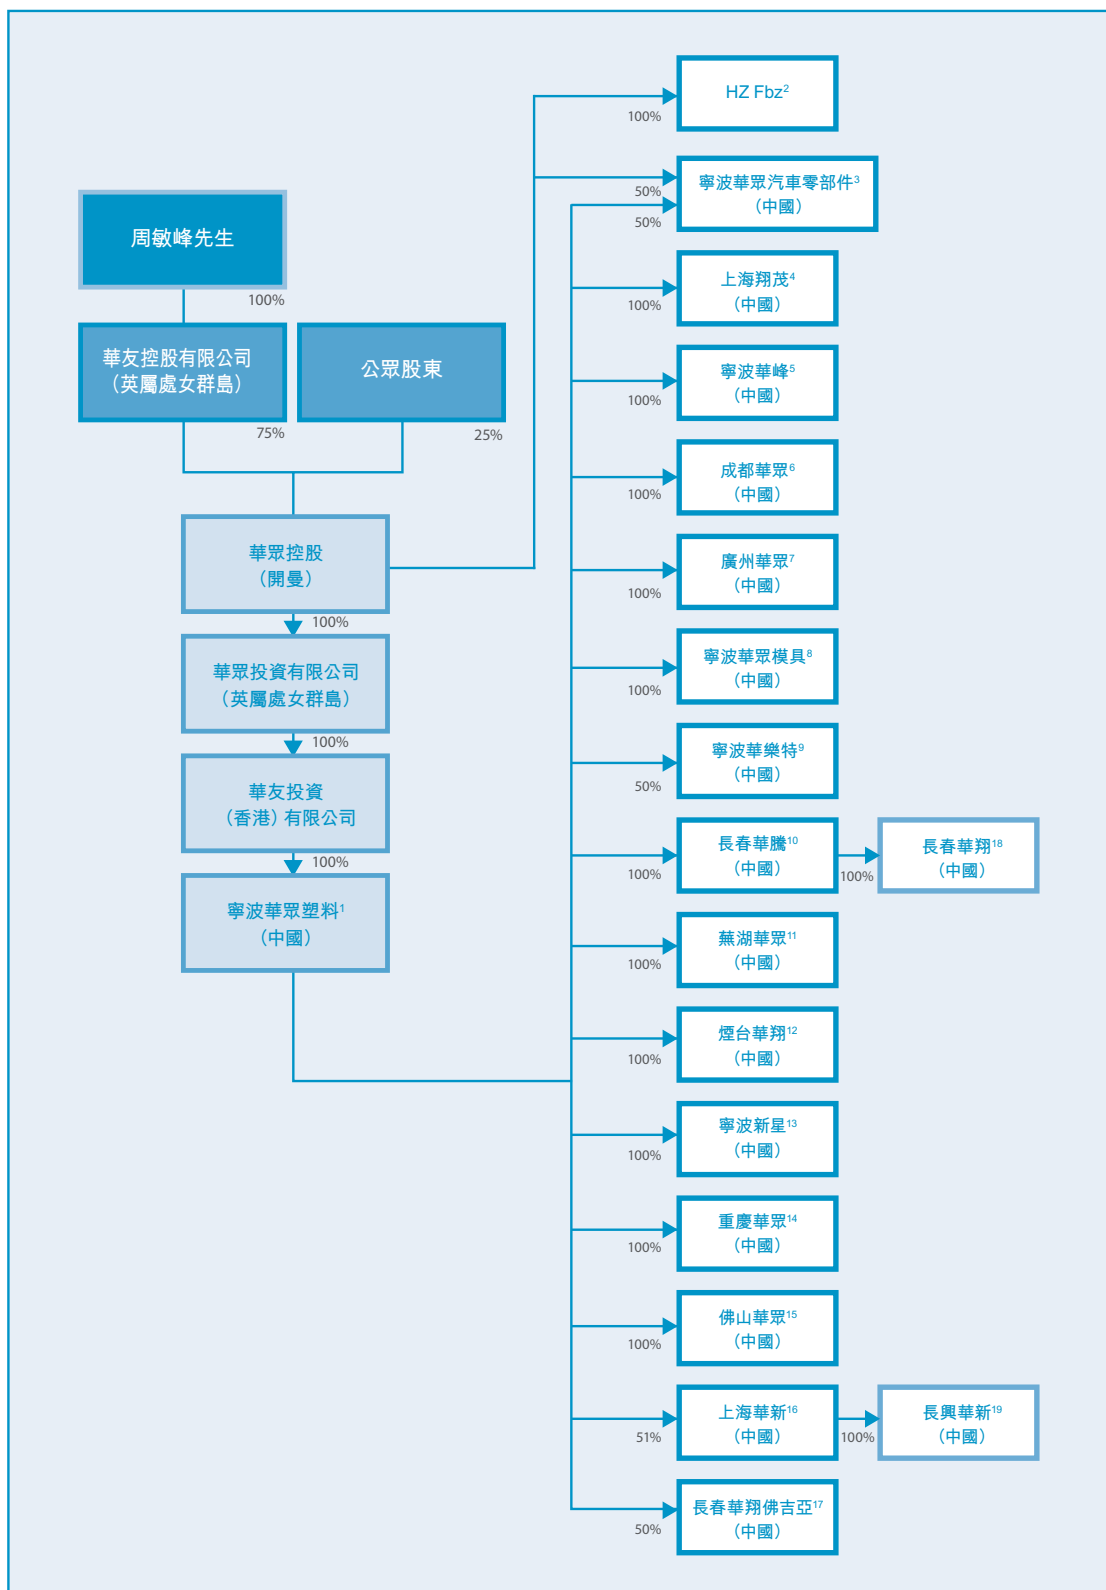 周敏峰先生
100%
華友控股有限公司
（英屬處女群島）
75%
公眾股東
25%
華眾控股
（開曼）
100%
華眾投資有限公司
（英屬處女群島）
100%
華友投資
（香港）有限公司
100%
寧波華眾塑料1
（中國）
HZ Fbz2
100%
寧波華眾汽車零部件3
（中國）
50%
50%
上海翔茂4
（中國）
100%
寧波華峰5
（中國）
100%
成都華眾6
（中國）
100%
廣州華眾7
（中國）
100%
寧波華眾模具8
（中國）
100%
寧波華樂特9
（中國）
50%
長春華騰10
（中國）
100%
長春華翔18
（中國）
100%
蕪湖華眾11
（中國）
100%
煙台華翔12
（中國）
100%
寧波新星13
（中國）
100%
重慶華眾14
（中國）
100%
佛山華眾15
（中國）
100%
上海華新16
（中國）
51%
長興華新19
（中國）
100%
長春華翔佛吉亞17
（中國）
50%